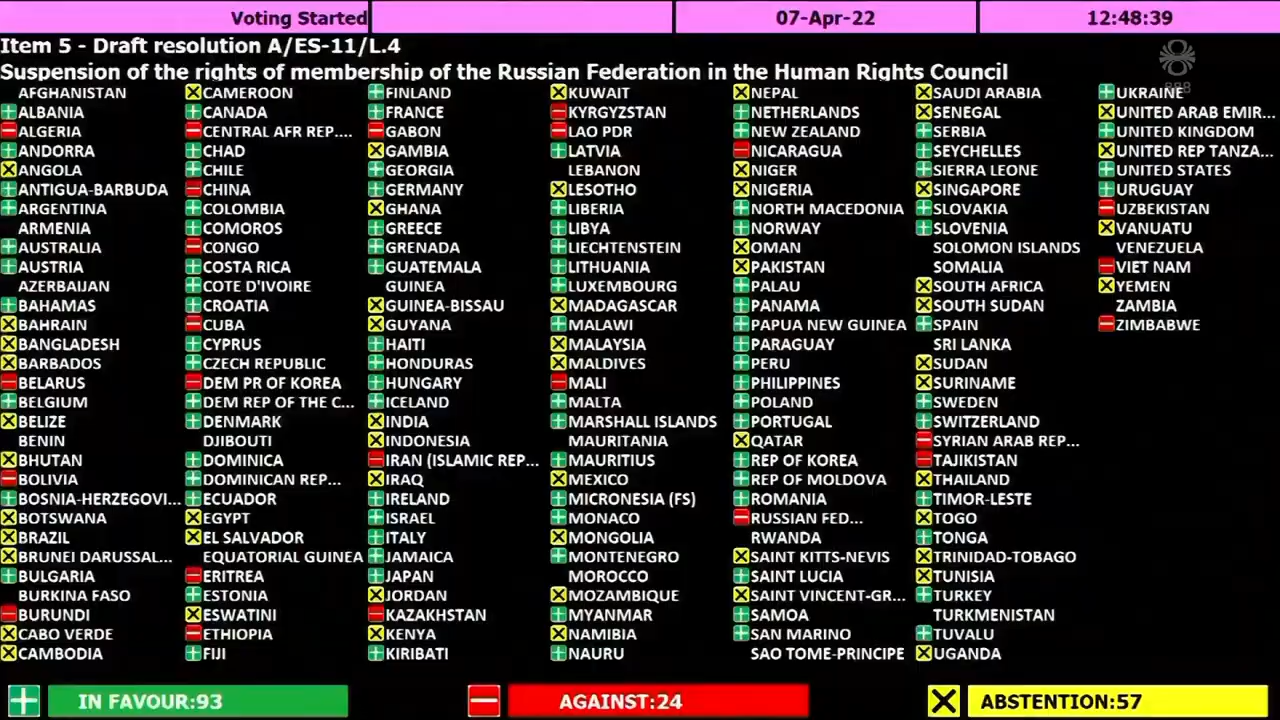 Voting Started 07-Apr-22 12:48:39
Item 5 - Draft resolution A/ES-11/L.4
Suspension of the rights of membership of the Russian Federation in the Human Rights Council
AFGHANISTAN
ALBANIA
ALGERIA
ANDORRA
ANGOLA
ANTIGUA-BARBUDA
ARGENTINA
ARMENIA
AUSTRALIA
AUSTRIA
AZERBAIJAN
BAHAMAS
BAHRAIN
BANGLADESH
BARBADOS
BELARUS
BELGIUM
BELIZE
BENIN
BHUTAN
BOLIVIA
BOSNIA-HERZEGOVI...
BOTSWANA
BRAZIL
BRUNEI DARUSSAL...
BULGARIA
BURKINA FASO
BURUNDI
CABO VERDE
CAMBODIA
CAMEROON
CANADA
CENTRAL AFR REP....
CHAD
CHILE
CHINA
COLOMBIA
COMOROS
CONGO
COSTA RICA
COTE D'IVOIRE
CROATIA
CUBA
CYPRUS
CZECH REPUBLIC
DEM PR OF KOREA
DEM REP OF THE C...
DENMARK
DJIBOUTI
DOMINICA
DOMINICAN REP...
ECUADOR
EGYPT
EL SALVADOR
EQUATORIAL GUINEA
ERITREA
ESTONIA
ESWATINI
ETHIOPIA
FIJI
FINLAND
FRANCE
GABON
GAMBIA
GEORGIA
GERMANY
GHANA
GREECE
GRENADA
GUATEMALA
GUINEA
GUINEA-BISSAU
GUYANA
HAITI
HONDURAS
HUNGARY
ICELAND
INDIA
INDONESIA
IRAN (ISLAMIC REP...
IRAQ
IRELAND
ISRAEL
ITALY
JAMAICA
JAPAN
JORDAN
KAZAKHSTAN
KENYA
KIRIBATI
KUWAIT
KYRGYZSTAN
LAO PDR
LATVIA
LEBANON
LESOTHO
LIBERIA
LIBYA
LIECHTENSTEIN
LITHUANIA
LUXEMBOURG
MADAGASCAR
MALAWI
MALAYSIA
MALDIVES
MALI
MALTA
MARSHALL ISLANDS
MAURITANIA
MAURITIUS
MEXICO
MICRONESIA (FS)
MONACO
MONGOLIA
MONTENEGRO
MOROCCO
MOZAMBIQUE
MYANMAR
NAMIBIA
NAURU
NEPAL
NETHERLANDS
NEW ZEALAND
NICARAGUA
NIGER
NIGERIA
NORTH MACEDONIA
NORWAY
OMAN
PAKISTAN
PALAU
PANAMA
PAPUA NEW GUINEA
PARAGUAY
PERU
PHILIPPINES
POLAND
PORTUGAL
QATAR
REP OF KOREA
REP OF MOLDOVA
ROMANIA
RUSSIAN FED...
RWANDA
SAINT KITTS-NEVIS
SAINT LUCIA
SAINT VINCENT-GR...
SAMOA
SAN MARINO
SAO TOME-PRINCIPE
SAUDI ARABIA
SENEGAL
SERBIA
SEYCHELLES
SIERRA LEONE
SINGAPORE
SLOVAKIA
SLOVENIA
SOLOMON ISLANDS
SOMALIA
SOUTH AFRICA
SOUTH SUDAN
SPAIN
SRI LANKA
SUDAN
SURINAME
SWEDEN
SWITZERLAND
SYRIAN ARAB REP...
TAJIKISTAN
THAILAND
TIMOR-LESTE
TOGO
TONGA
TRINIDAD-TOBAGO
TUNISIA
TURKEY
TURKMENISTAN
TUVALU
UGANDA
UKRAINE
UNITED ARAB EMIR...
UNITED KINGDOM
UNITED REP TANZA...
UNITED STATES
URUGUAY
UZBEKISTAN
VANUATU
VENEZUELA
VIET NAM
YEMEN
ZAMBIA
ZIMBABWE
IN FAVOUR:93
AGAINST:24
ABSTENTION:57